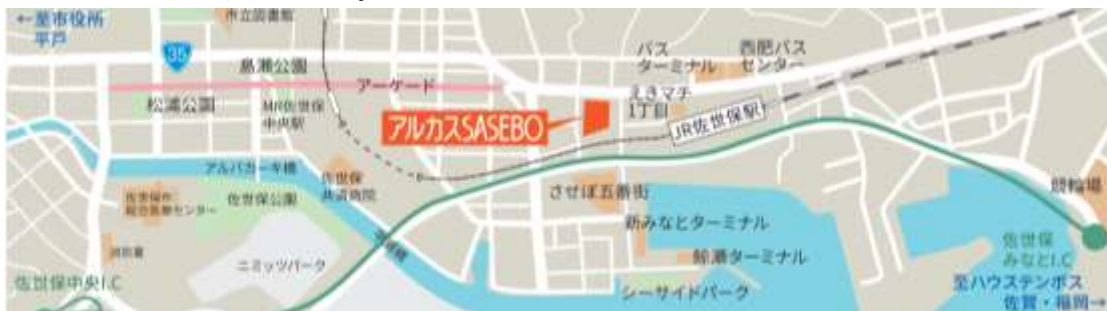 ←至市役所
平戸
市立図書館
35
島瀬公園
アーケード
松浦公園
MR佐世保
中央駅
アルカスSASEBO
バス
ターミナル
西肥バス
センター
えきマチ
1丁目
JR佐世保駅
アルバカーキ橋
佐世保市
総合医療センター
佐世保公園
佐世保
共済病院
させぼ五番街
新みなとターミナル
鯨瀬ターミナル
シーサイドパーク
ニミッツパーク
佐世保中央I.C
競輪場
佐世保
みなとI.C
至ハウステンボス
佐賀・福岡→